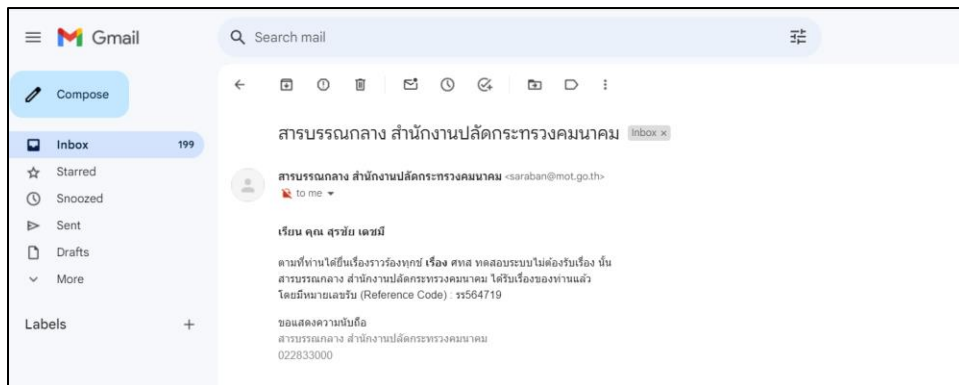 Gmail
Search mail
Compose
Inbox 199
Starred
Snoozed
Sent
Drafts
More
Labels +
สารบรรณกลาง สำนักงานปลัดกระทรวงคมนาคม Inbox x
สารบรรณกลาง สำนักงานปลัดกระทรวงคมนาคม <saraban@mot.go.th>
to me
เรียน คุณ สุรชัย เดชมี
ตามที่ท่านได้ยื่นเรื่องราวร้องทุกข์ เรื่อง ศทส ทดสอบระบบไม่ต้องรับเรื่อง นั้น
สารบรรณกลาง สำนักงานปลัดกระทรวงคมนาคม ได้รับเรื่องของท่านแล้ว
โดยมีหมายเลขรับ (Reference Code) : รร564719
ขอแสดงความนับถือ
สารบรรณกลาง สำนักงานปลัดกระทรวงคมนาคม
022833000